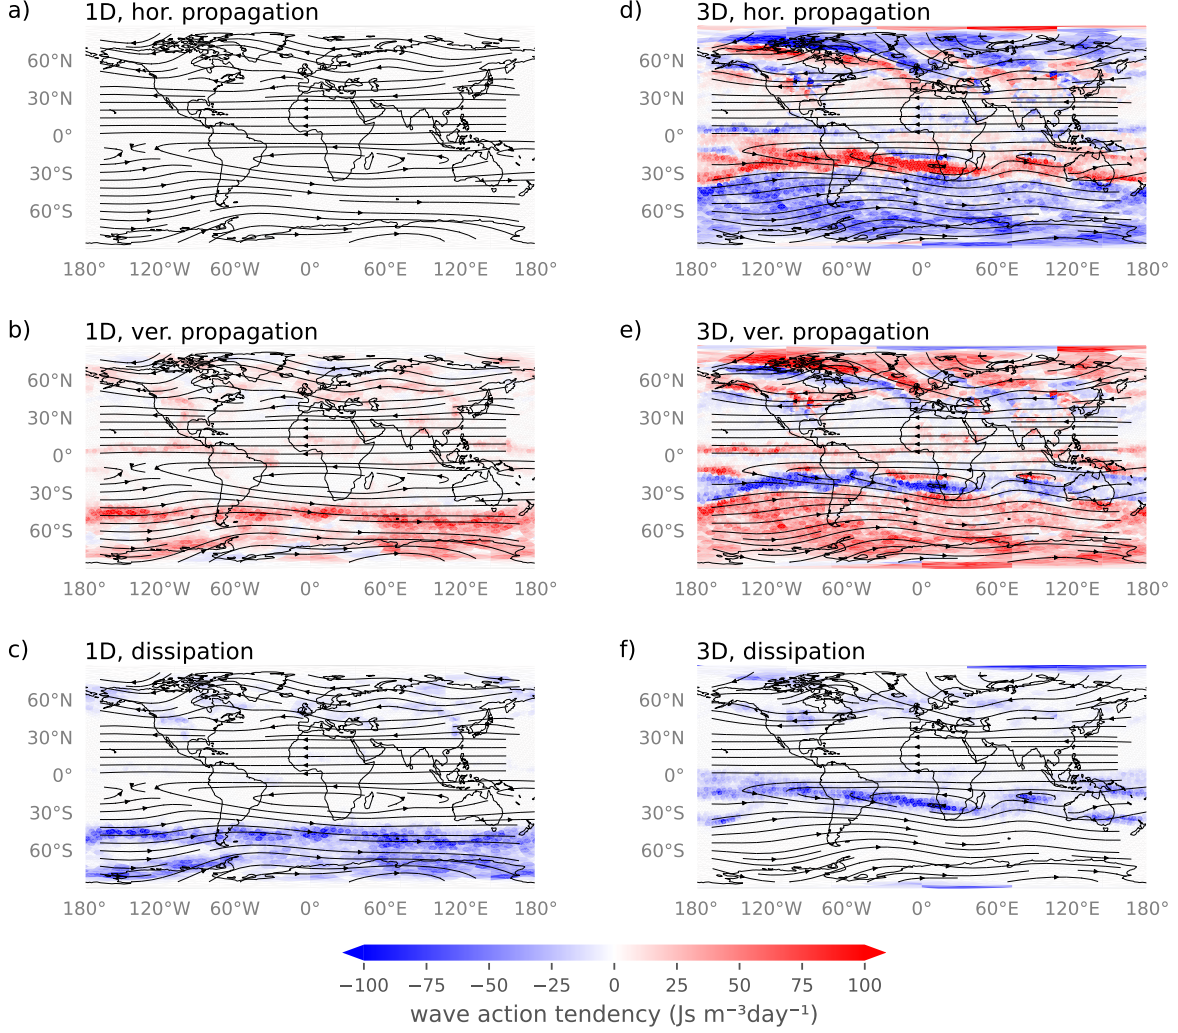 a) 1D, hor. propagation
60°N
30°N
0°
30°S
60°S
180° 120°W 60°W 0° 60°E 120°E 180°
d) 3D, hor. propagation
60°N
30°N
0°
30°S
60°S
180° 120°W 60°W 0° 60°E 120°E 180°
b) 1D, ver. propagation
60°N
30°N
0°
30°S
60°S
180° 120°W 60°W 0° 60°E 120°E 180°
e) 3D, ver. propagation
60°N
30°N
0°
30°S
60°S
180° 120°W 60°W 0° 60°E 120°E 180°
c) 1D, dissipation
60°N
30°N
0°
30°S
60°S
180° 120°W 60°W 0° 60°E 120°E 180°
f) 3D, dissipation
60°N
30°N
0°
30°S
60°S
180° 120°W 60°W 0° 60°E 120°E 180°
−100 −75 −50 −25 0 25 50 75 100
wave action tendency (Js m⁻³day⁻¹)